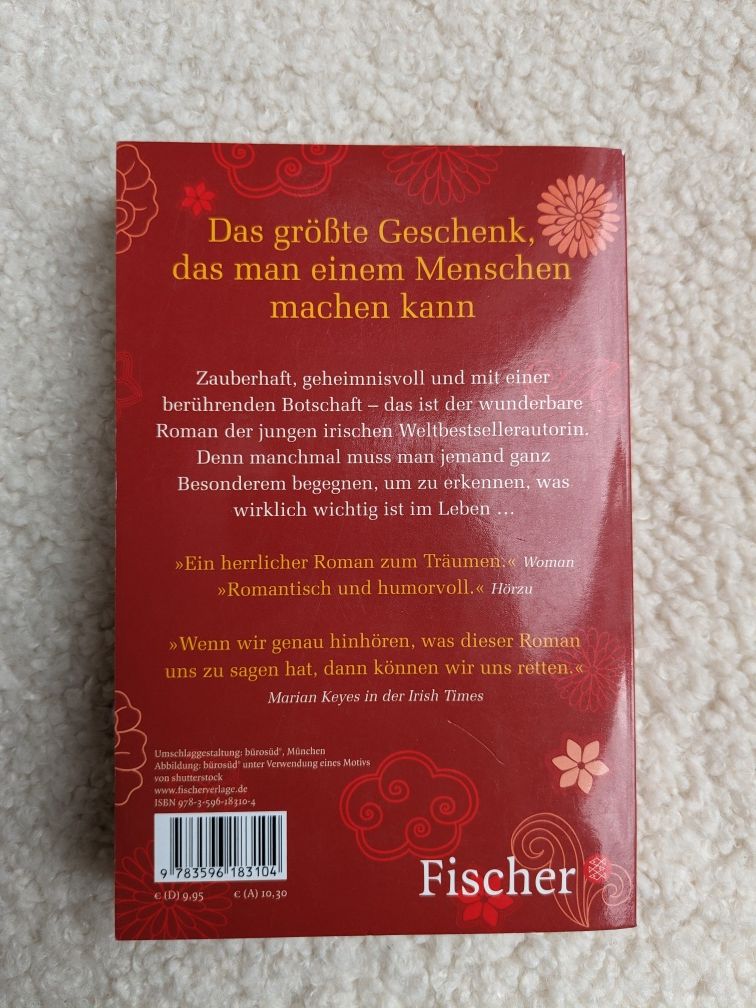 Das größte Geschenk,
das man einem Menschen
machen kann
Zauberhaft, geheimnisvoll und mit einer
berührenden Botschaft – das ist der wunderbare
Roman der jungen irischen Weltbestsellerautorin.
Denn manchmal muss man jemand ganz
Besonderem begegnen, um zu erkennen, was
wirklich wichtig ist im Leben …
»Ein herrlicher Roman zum Träumen.« Woman
»Romantisch und humorvoll.« Hörzu
»Wenn wir genau hinhören, was dieser Roman
uns zu sagen hat, dann können wir uns retten.«
Marian Keyes in der Irish Times
Umschlaggestaltung: bürosüd°, München
Abbildung: bürosüd° unter Verwendung eines Motivs
von shutterstock
www.fischerverlage.de
ISBN 978-3-596-18310-4
9 783596 183104
€ (D) 9,95 € (A) 10,30
Fischer